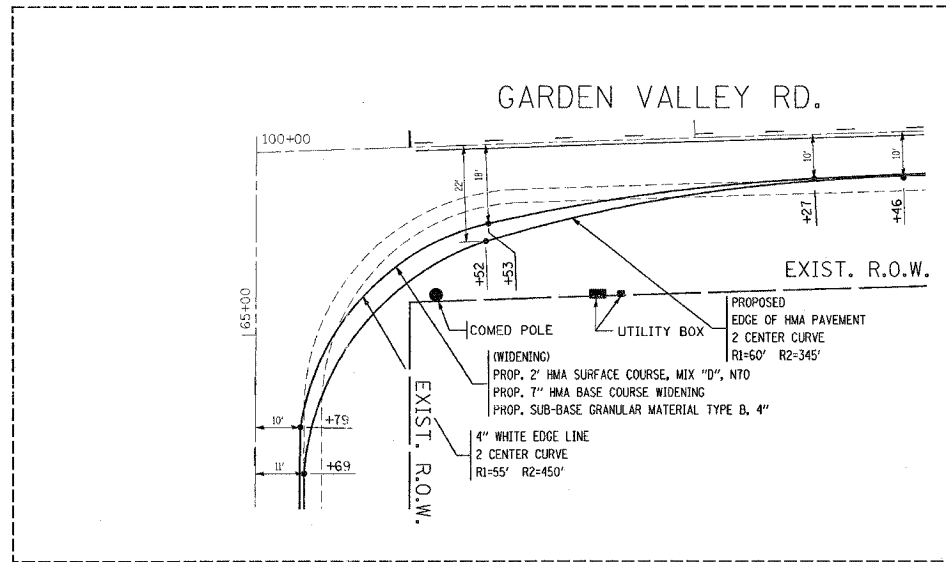 GARDEN VALLEY RD.
100+00
22'
18'
10'
10'
+52
+53
+27
+46
65+00
EXIST. R.O.W.
COMED POLE
UTILITY BOX
PROPOSED
EDGE OF HMA PAVEMENT
2 CENTER CURVE
R1=60' R2=345'
(WIDENING)
PROP. 2' HMA SURFACE COURSE, MIX "D", N70
PROP. 7" HMA BASE COURSE WIDENING
PROP. SUB-BASE GRANULAR MATERIAL TYPE B, 4"
EXIST. R.O.W.
4" WHITE EDGE LINE
2 CENTER CURVE
R1=55' R2=450'
10'
+79
11'
+69